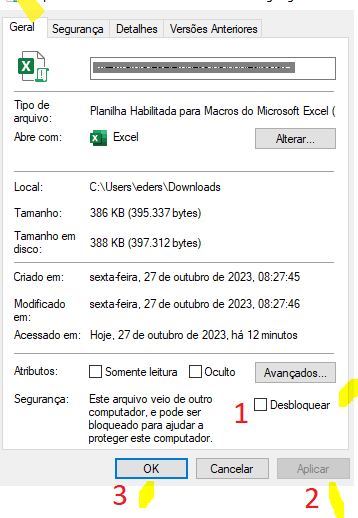 Geral Segurança Detalhes Versões Anteriores
Tipo de
arquivo: Planilha Habilitada para Macros do Microsoft Excel (
Abre com: Excel Alterar...
Local: C:\Users\eders\Downloads
Tamanho: 386 KB (395.337 bytes)
Tamanho em
disco: 388 KB (397.312 bytes)
Criado em: sexta-feira, 27 de outubro de 2023, 08:27:45
Modificado
em: sexta-feira, 27 de outubro de 2023, 08:27:46
Acessado em: Hoje, 27 de outubro de 2023, há 12 minutos
Atributos: Somente leitura Oculto Avançados...
Segurança: Este arquivo veio de outro
computador, e pode ser
bloqueado para ajudar a
proteger este computador.
1 Desbloquear
OK Cancelar Aplicar
3 2